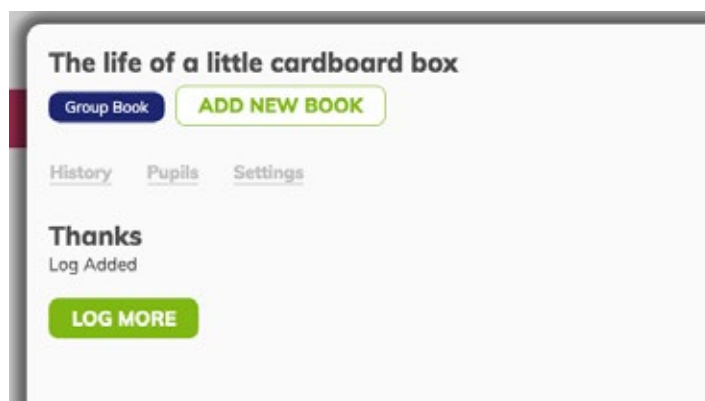 The life of a little cardboard box
Group Book ADD NEW BOOK
History Pupils Settings
Thanks
Log Added
LOG MORE